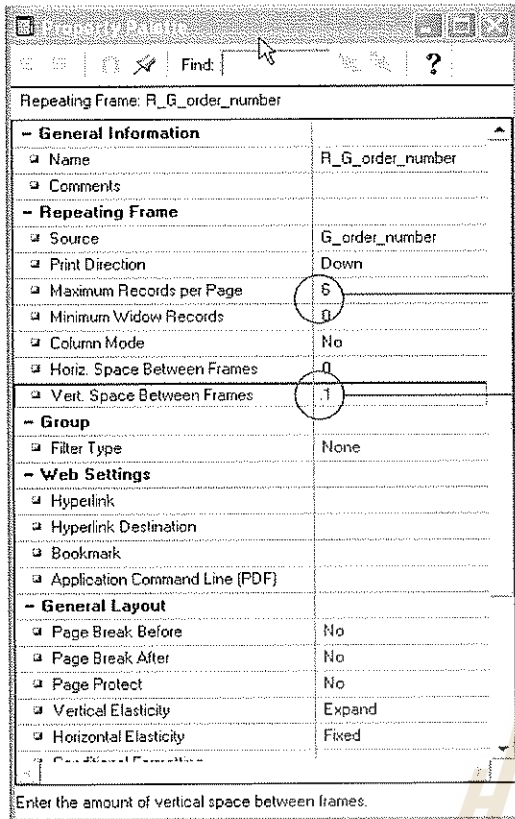 Property Palette
Find:
?
Repeating Frame: R_G_order_number
– General Information
Name R_G_order_number
Comments
– Repeating Frame
Source G_order_number
Print Direction Down
Maximum Records per Page 6
Minimum Widow Records 0
Column Mode No
Horiz. Space Between Frames 0
Vert. Space Between Frames .1
– Group
Filter Type None
– Web Settings
Hyperlink
Hyperlink Destination
Bookmark
Application Command Line (PDF)
– General Layout
Page Break Before No
Page Break After No
Page Protect No
Vertical Elasticity Expand
Horizontal Elasticity Fixed
Enter the amount of vertical space between frames.